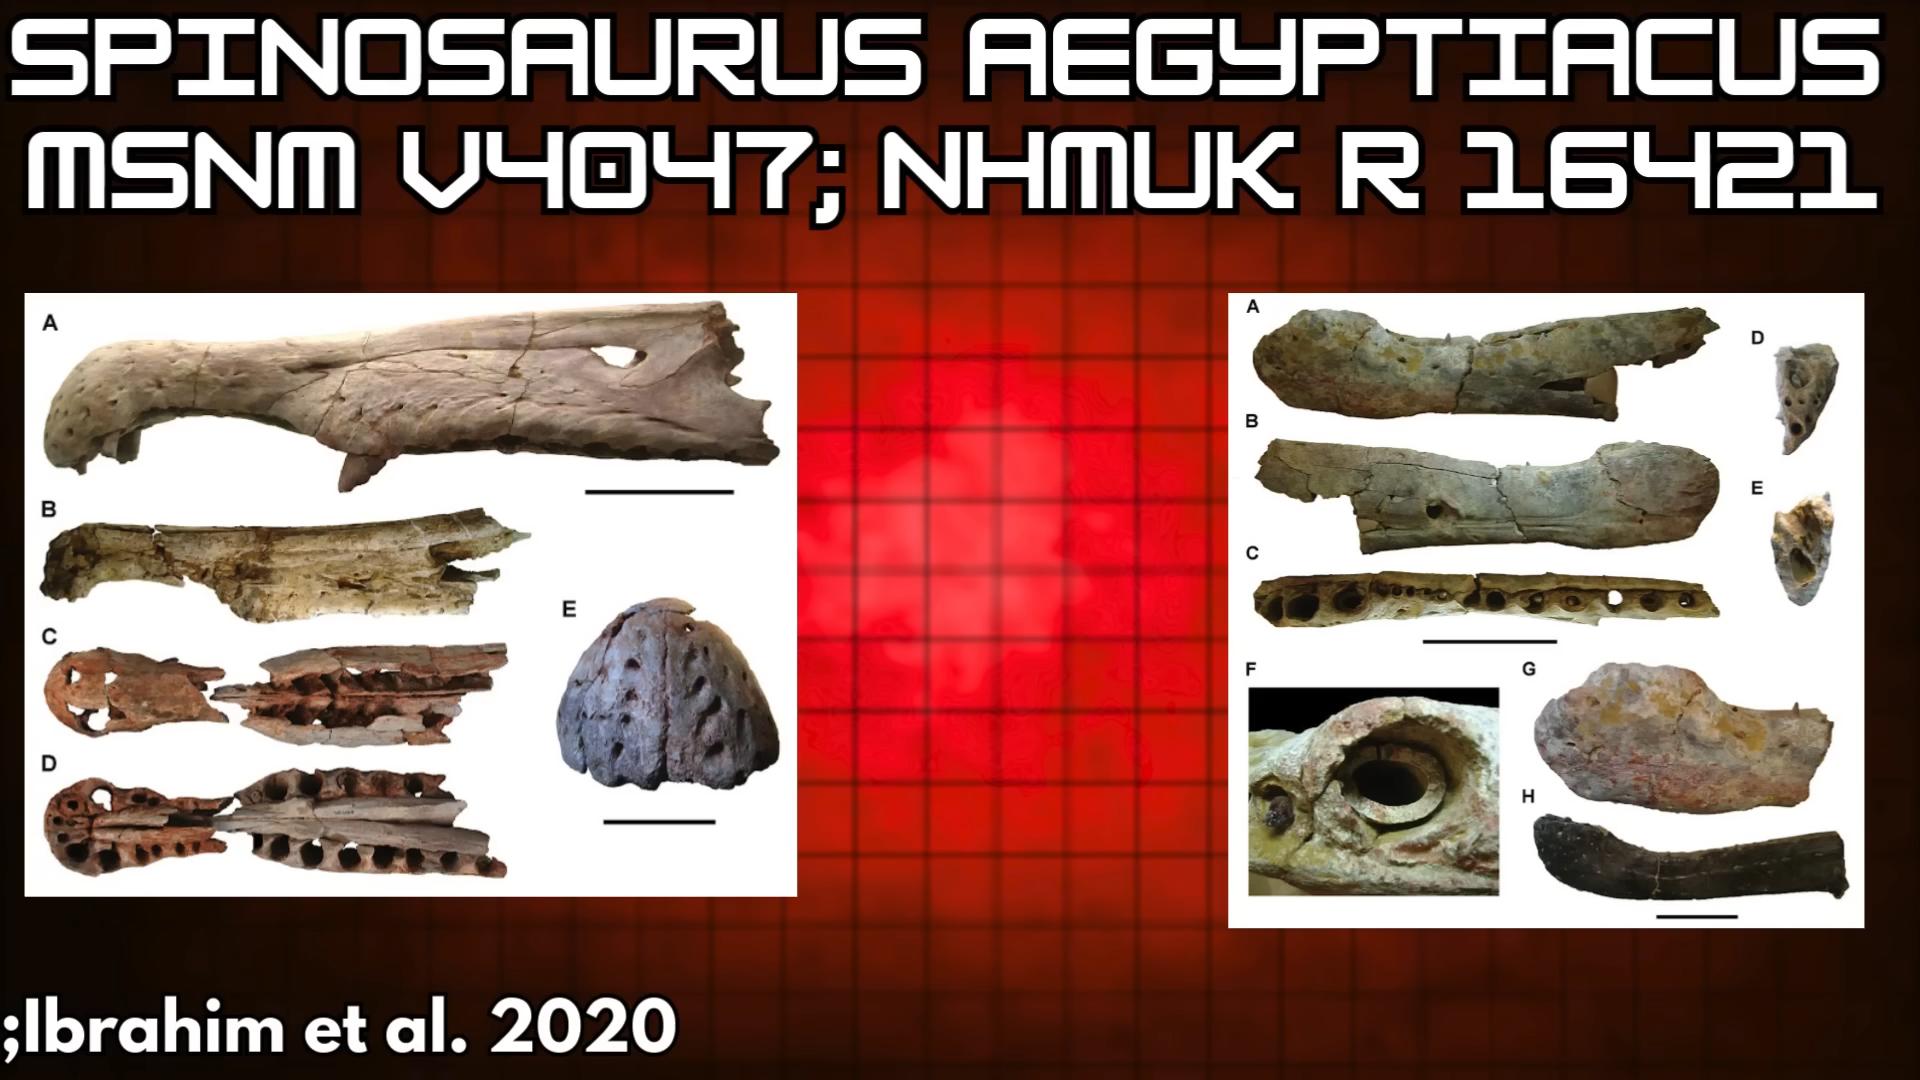 SPINOSAURUS AEGYPTIACUS
MSNM V4047; NHMUK R 16421
A
B
C
D
E
A
B
C
D
E
F
G
H
;Ibrahim et al. 2020